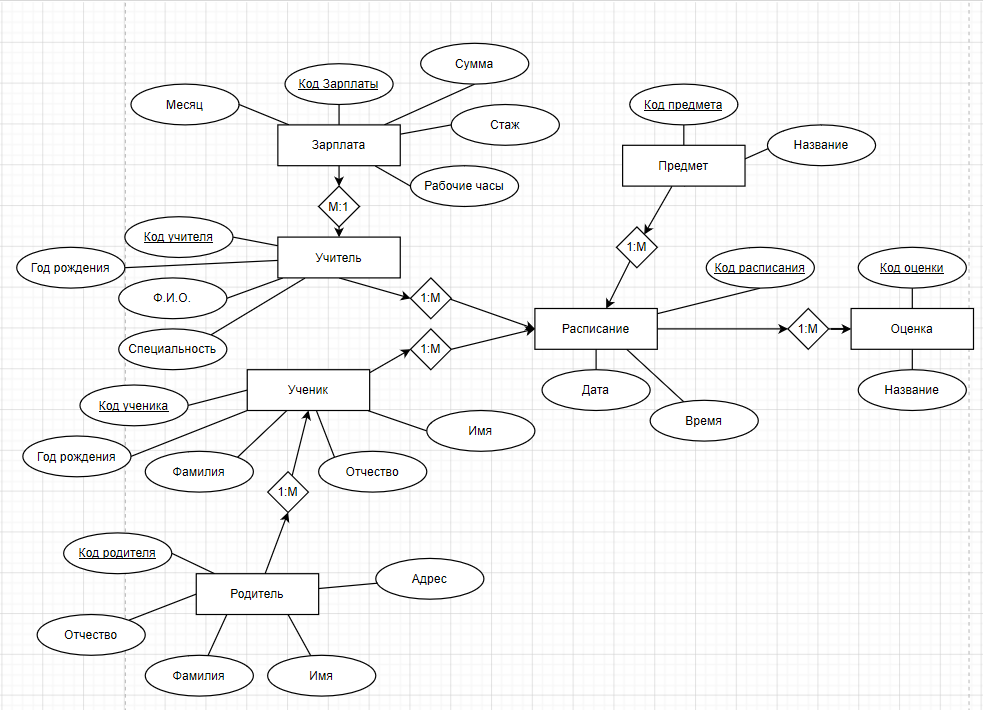 Сумма
Код Зарплаты
Месяц
Стаж
Зарплата
Рабочие часы
M:1
Код предмета
Название
Предмет
1:M
Код учителя
Учитель
Год рождения
Ф.И.О.
Специальность
1:M
1:M
Код расписания
Расписание
Дата
Время
1:M
Код оценки
Оценка
Название
Ученик
Код ученика
Год рождения
Фамилия
Отчество
Имя
1:M
Код родителя
Родитель
Адрес
Отчество
Фамилия
Имя